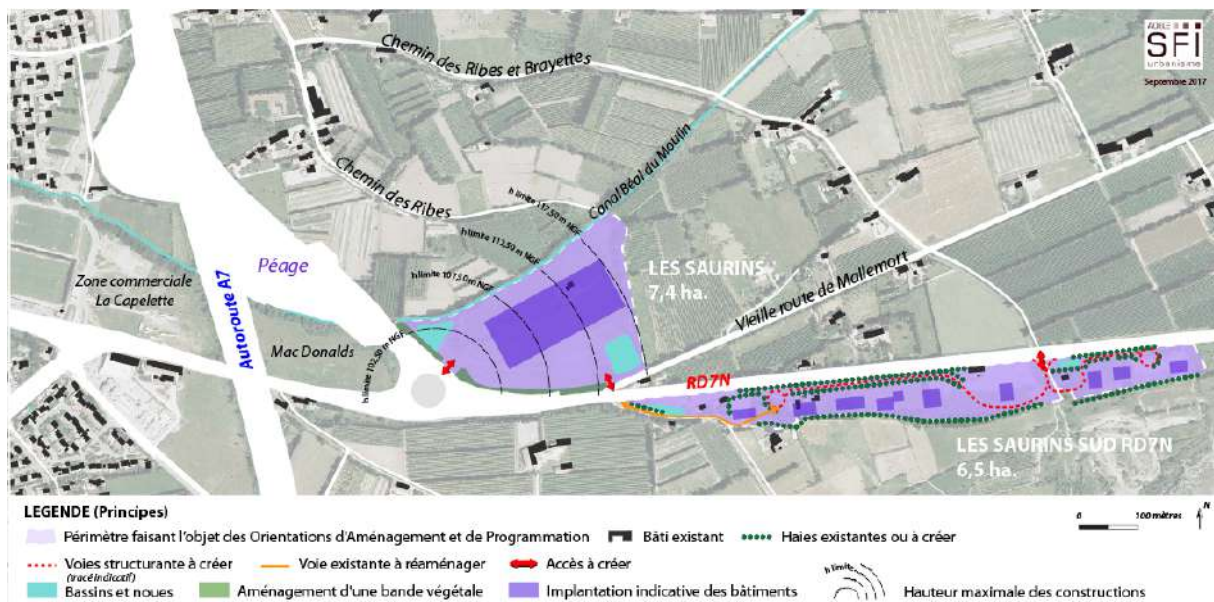 ADELE
SFI
urbanisme
Septembre 2017
Chemin des Ribes et Brayettes
Canal Béal du Moulin
Chemin des Ribes
h limite 117,50 m NGF
h limite 112,50 m NGF
h limite 107,50 m NGF
h limite 102,50 m NGF
Péage
Zone commerciale
La Capelette
Autoroute A7
Mac Donalds
LES SAURINS
7,4 ha.
Vieille route de Mallemort
RD7N
LES SAURINS SUD RD7N
6,5 ha.
LEGENDE (Principes)
0 100 mètres N
Périmètre faisant l'objet des Orientations d'Aménagement et de Programmation Bâti existant Haies existantes ou à créer
Voies structurante à créer Voie existante à réaménager Accès à créer
(tracé indicatif)
Bassins et noues Aménagement d'une bande végétale Implantation indicative des bâtiments h limite Hauteur maximale des constructions